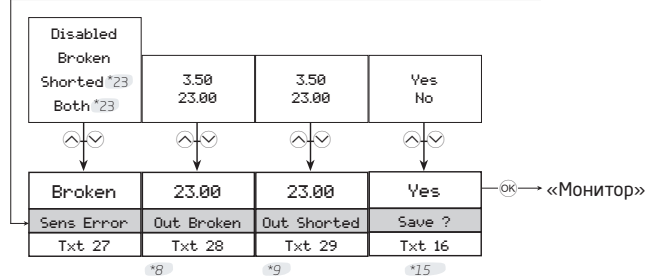 Disabled
Broken
Shorted *23
Both *23
3.50
23.00
3.50
23.00
Yes
No
Broken
23.00
23.00
Yes
OK
«Монитор»
Sens Error
Out Broken
Out Shorted
Save ?
Txt 27
Txt 28
Txt 29
Txt 16
*8
*9
*15